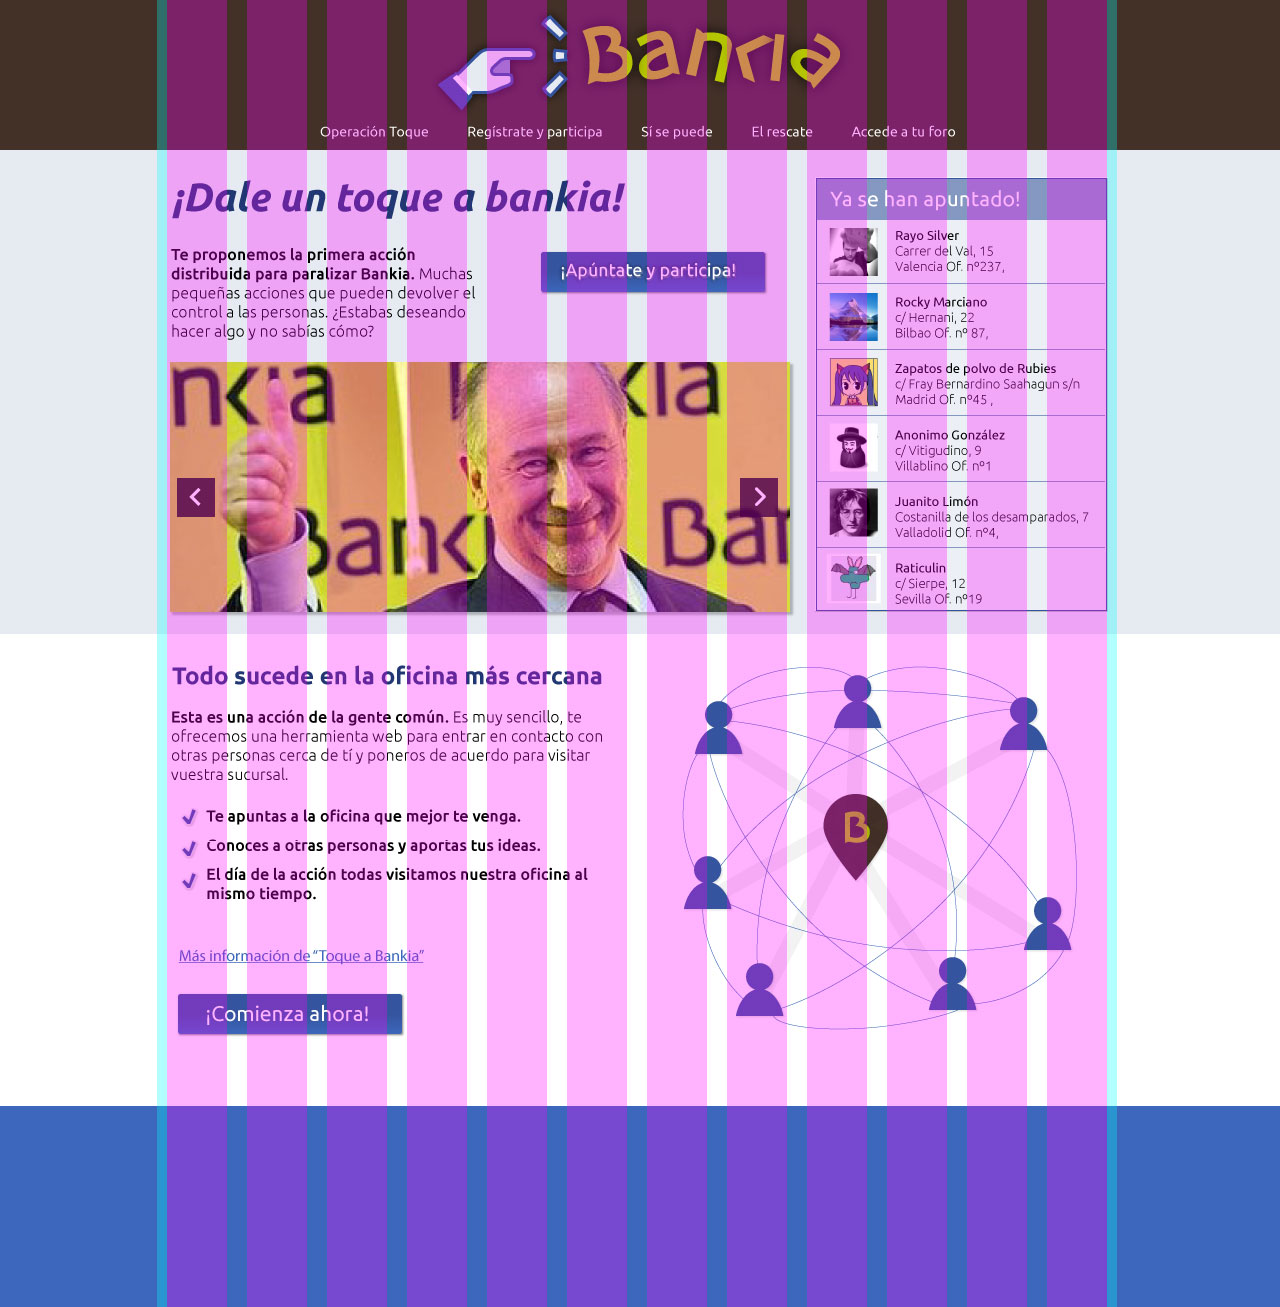 Bankia
Operación Toque
Regístrate y participa
Sí se puede
El rescate
Accede a tu foro
¡Dale un toque a bankia!
Te proponemos la primera acción
distribuida para paralizar Bankia. Muchas
pequeñas acciones que pueden devolver el
control a las personas. ¿Estabas deseando
hacer algo y no sabías cómo?
¡Apúntate y participa!
nkia
Bankia
nkia
Banki
Ban
Ya se han apuntado!
Rayo Silver
Carrer del Val, 15
Valencia Of. nº237,
Rocky Marciano
c/ Hernani, 22
Bilbao Of. nº 87,
Zapatos de polvo de Rubies
c/ Fray Bernardino Saahagun s/n
Madrid Of. nº45 ,
Anonimo González
c/ Vitigudino, 9
Villablino Of. nº1
Juanito Limón
Costanilla de los desamparados, 7
Valladolid Of. nº4,
Raticulin
c/ Sierpe, 12
Sevilla Of. nº19
Todo sucede en la oficina más cercana
Esta es una acción de la gente común. Es muy sencillo, te
ofrecemos una herramienta web para entrar en contacto con
otras personas cerca de tí y poneros de acuerdo para visitar
vuestra sucursal.
Te apuntas a la oficina que mejor te venga.
Conoces a otras personas y aportas tus ideas.
El día de la acción todas visitamos nuestra oficina al
mismo tiempo.
Más información de “Toque a Bankia”
¡Comienza ahora!
B